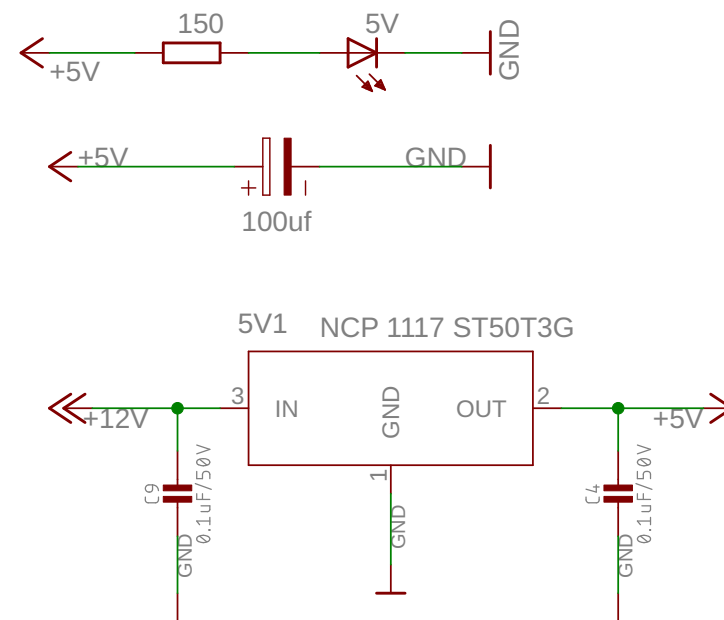 150
5V
+5V
GND
+5V
GND
+
−
100uf
5V1
NCP 1117 ST50T3G
+12V
3
IN
GND
OUT
2
+5V
1
GND
C9
0.1uF/50V
GND
C4
0.1uF/50V
GND